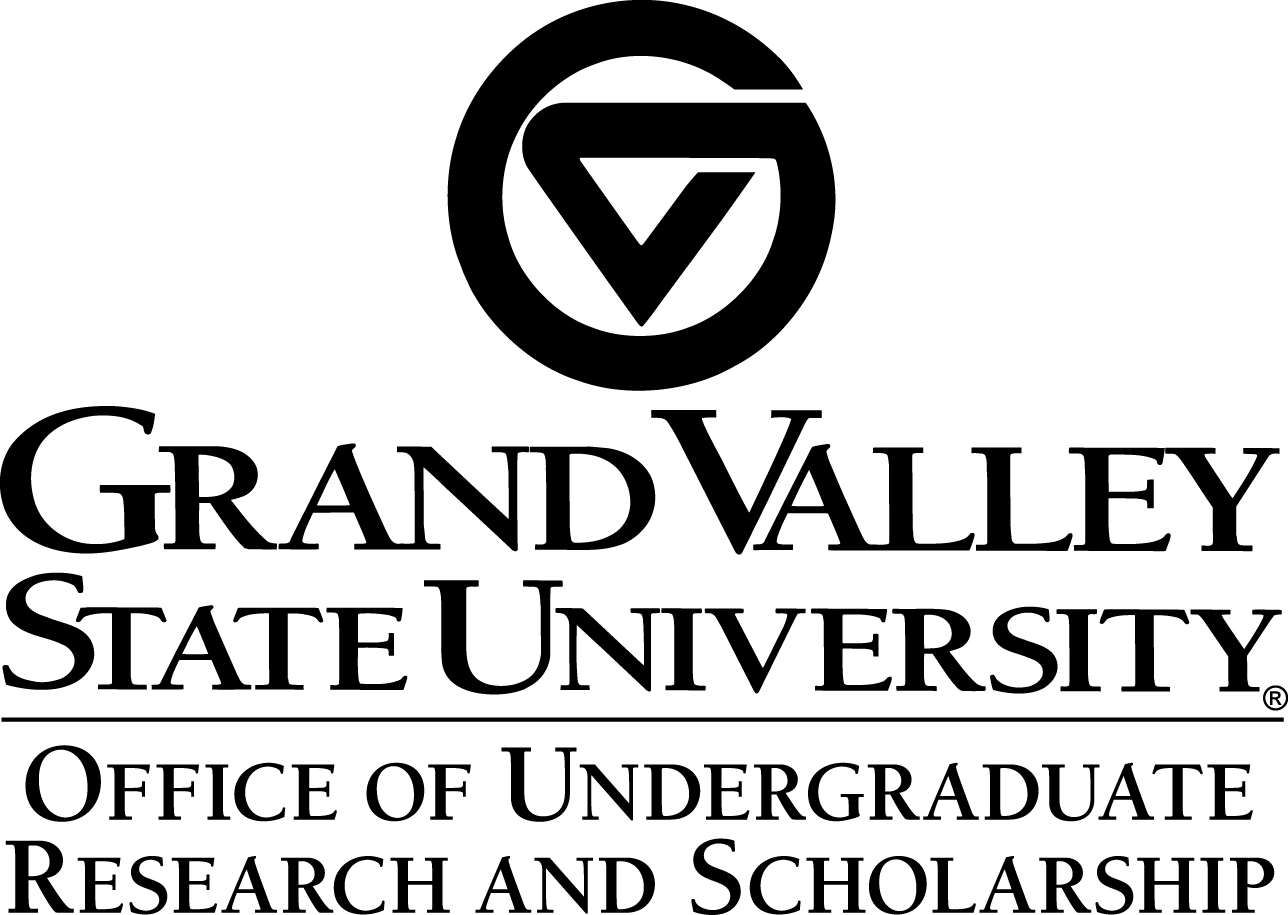 GRAND VALLEY
STATE UNIVERSITY®
OFFICE OF UNDERGRADUATE
RESEARCH AND SCHOLARSHIP